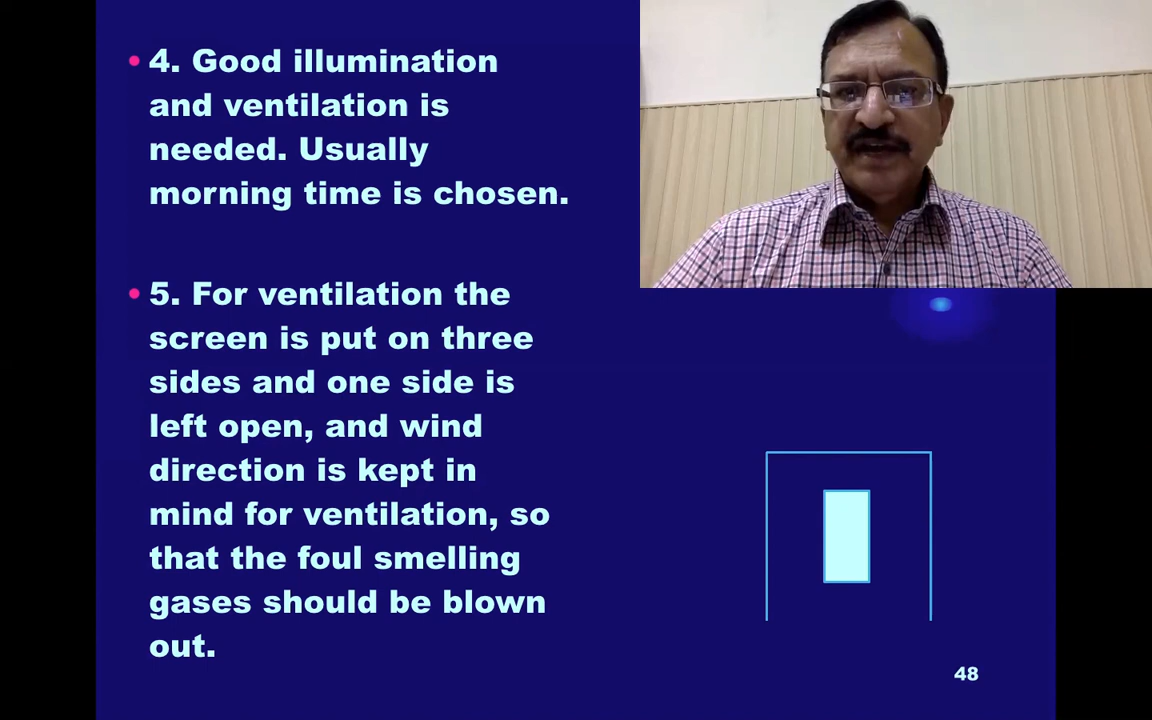 • 4. Good illumination
and ventilation is
needed. Usually
morning time is chosen.
• 5. For ventilation the
screen is put on three
sides and one side is
left open, and wind
direction is kept in
mind for ventilation, so
that the foul smelling
gases should be blown
out.
48